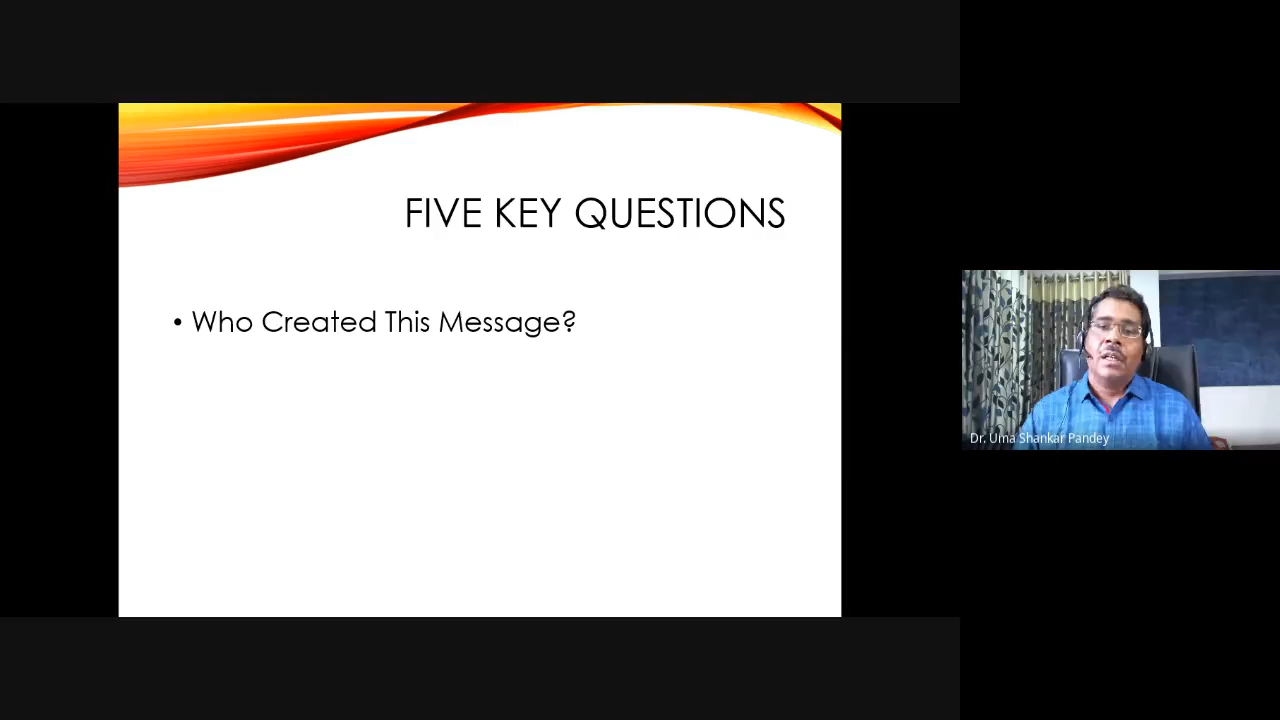 FIVE KEY QUESTIONS
• Who Created This Message?
Dr. Uma Shankar Pandey